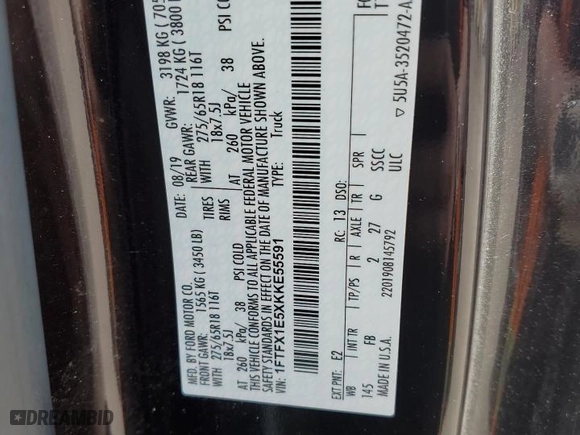 MFD. BY FORD MOTOR CO.
DATE: 08/19 GVWR: 3198 KG ( 705
FRONT GAWR: 1565 KG ( 3450 LB) REAR GAWR: 1724 KG ( 3800
275/65R18 116T TIRES WITH 275/65R18 116T
18x7.5J RIMS 18x7.5J
AT 260 kPa/ 38 PSI COLD AT 260 kPa/ 38 PSI CO
THIS VEHICLE CONFORMS TO ALL APPLICABLE FEDERAL MOTOR VEHICLE
SAFETY STANDARDS IN EFFECT ON THE DATE OF MANUFACTURE SHOWN ABOVE.
VIN: 1FTFX1E5XKKE55591 TYPE: Truck
EXT PNT: E2 RC: 13 DSO:
WB INT TR TP/PS R AXLE TR SPR
145 FB 2 27 G SSCC
MADE IN U.S.A. 2201908145792 ULC
▽ 5U5A-3520472-A
DREAMBID